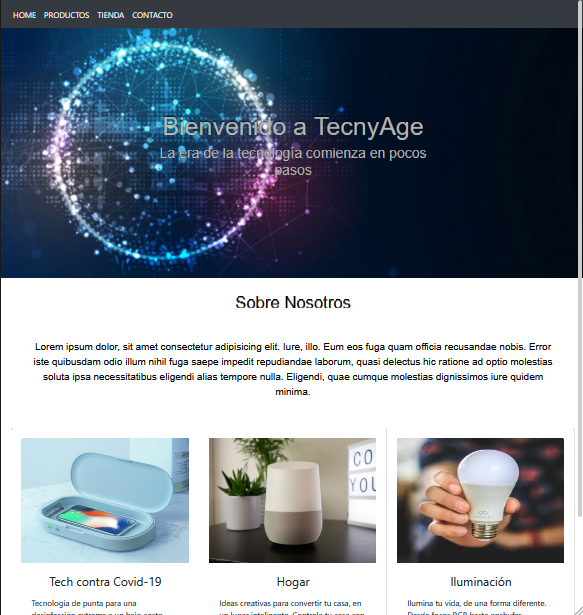 HOME PRODUCTOS TIENDA CONTACTO
Bienvenido a TecnyAge
La era de la tecnología comienza en pocos
pasos
Sobre Nosotros
Lorem ipsum dolor, sit amet consectetur adipisicing elit. Iure, illo. Eum eos fuga quam officia recusandae nobis. Error
iste quibusdam odio illum nihil fuga saepe impedit repudiandae laborum, quasi delectus hic ratione ad optio molestias
soluta ipsa necessitatibus eligendi alias tempore nulla. Eligendi, quae cumque molestias dignissimos iure quidem
minima.
CO
YOU
Tech contra Covid-19
Hogar
Iluminación
Tecnología de punta para una
Ideas creativas para convertir tu casa, en
Ilumina tu vida, de una forma diferente.